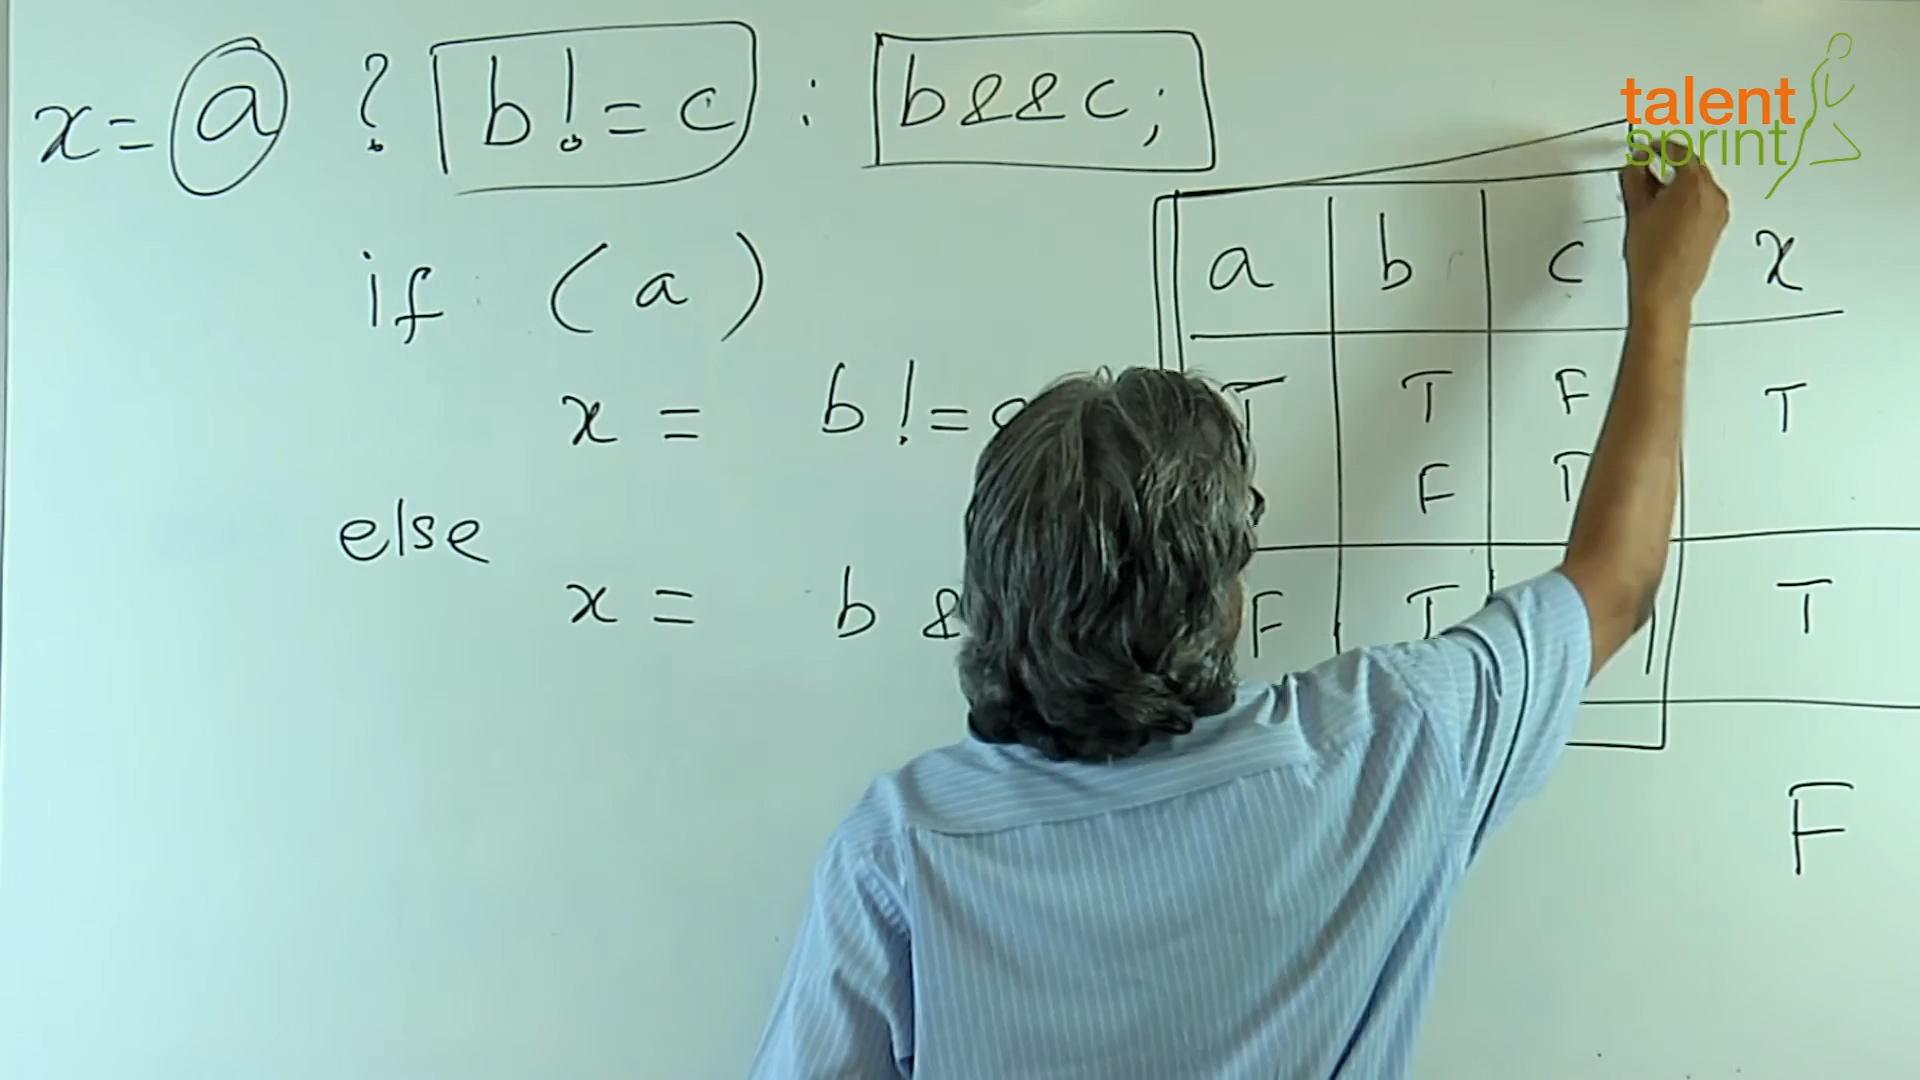 x = a ? b != c : b && c;
talent
sprint
if (a)
x = b !=
else
x = b &
a b c x
T T F T
F
F T T
F